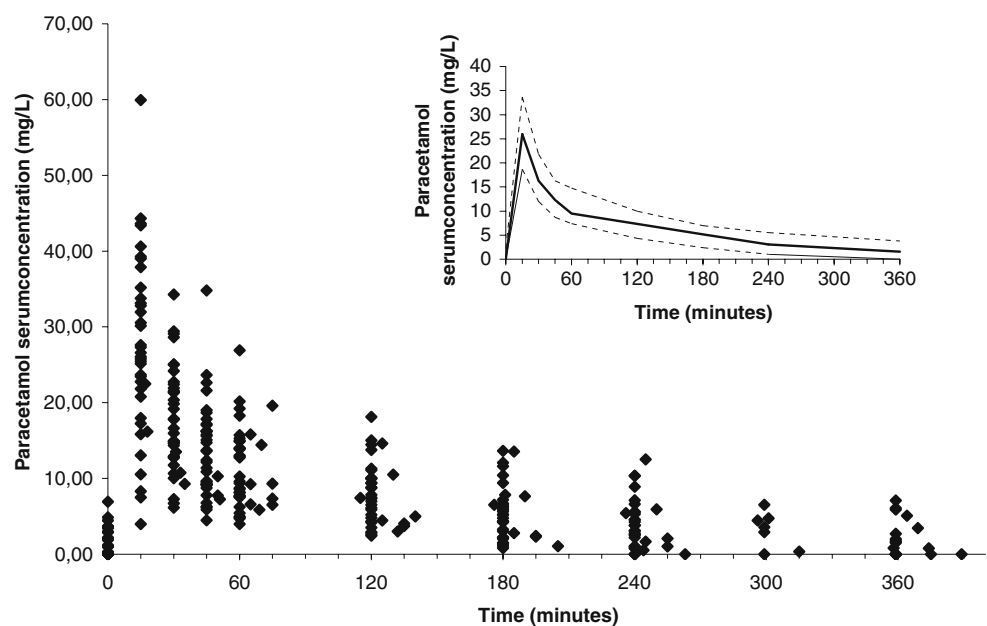 70,00
60,00
50,00
40,00
30,00
20,00
10,00
0,00
Paracetamol serumconcentration (mg/L)
0 60 120 180 240 300 360
Time (minutes)
Paracetamol
serumconcentration (mg/L)
40
35
30
25
20
15
10
5
0
0 60 120 180 240 300 360
Time (minutes)